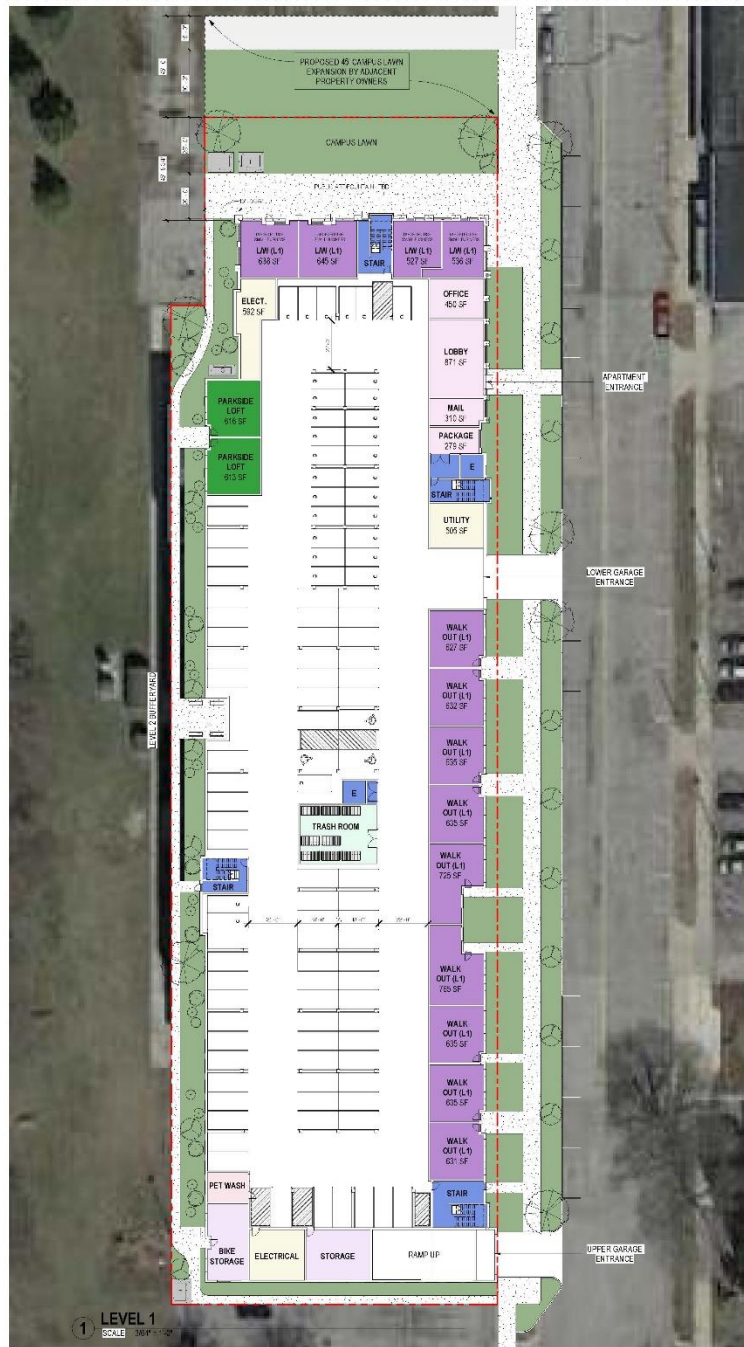 PROPOSED 45' CAMPUS LAWN
EXPANSION BY ADJACENT
PROPERTY OWNERS
CAMPUS LAWN
L/W (L1)
638 SF
L/W (L1)
645 SF
STAIR
L/W (L1)
527 SF
L/W (L1)
536 SF
ELECT.
592 SF
OFFICE
450 SF
LOBBY
871 SF
APARTMENT
ENTRANCE
PARKSIDE
LOFT
616 SF
MAIL
310 SF
PACKAGE
279 SF
PARKSIDE
LOFT
613 SF
E
STAIR
UTILITY
505 SF
LOWER GARAGE
ENTRANCE
WALK
OUT (L1)
627 SF
WALK
OUT (L1)
632 SF
LEVEL 2 BUFFERYARD
WALK
OUT (L1)
635 SF
WALK
OUT (L1)
635 SF
E
TRASH ROOM
WALK
OUT (L1)
725 SF
STAIR
WALK
OUT (L1)
785 SF
WALK
OUT (L1)
635 SF
WALK
OUT (L1)
635 SF
WALK
OUT (L1)
631 SF
PET WASH
STAIR
BIKE
STORAGE
ELECTRICAL
STORAGE
RAMP UP
UPPER GARAGE
ENTRANCE
1
LEVEL 1
SCALE 3/64" = 1'-0"